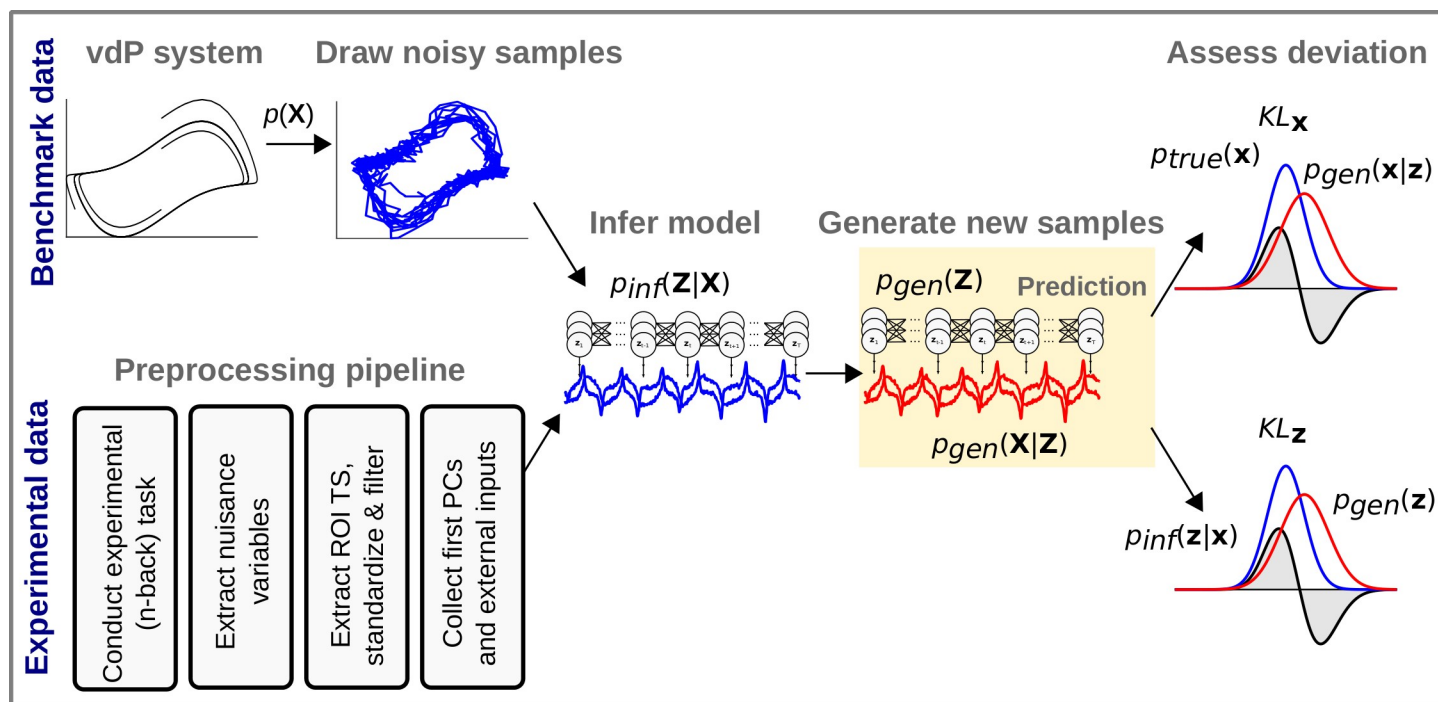 Benchmark data
vdP system
Draw noisy samples
p(X)
Assess deviation
KLx
ptrue(x)
pgen(x|z)
Infer model
pinf(Z|X)
z1 ... zt-1 zt zt+1 ... zT
Generate new samples
pgen(Z)
Prediction
z1 ... zt-1 zt zt+1 ... zT
pgen(X|Z)
KLz
pinf(z|x)
pgen(z)
Experimental data
Preprocessing pipeline
Conduct experimental
(n-back) task
Extract nuisance
variables
Extract ROI TS,
standardize & filter
Collect first PCs
and external inputs